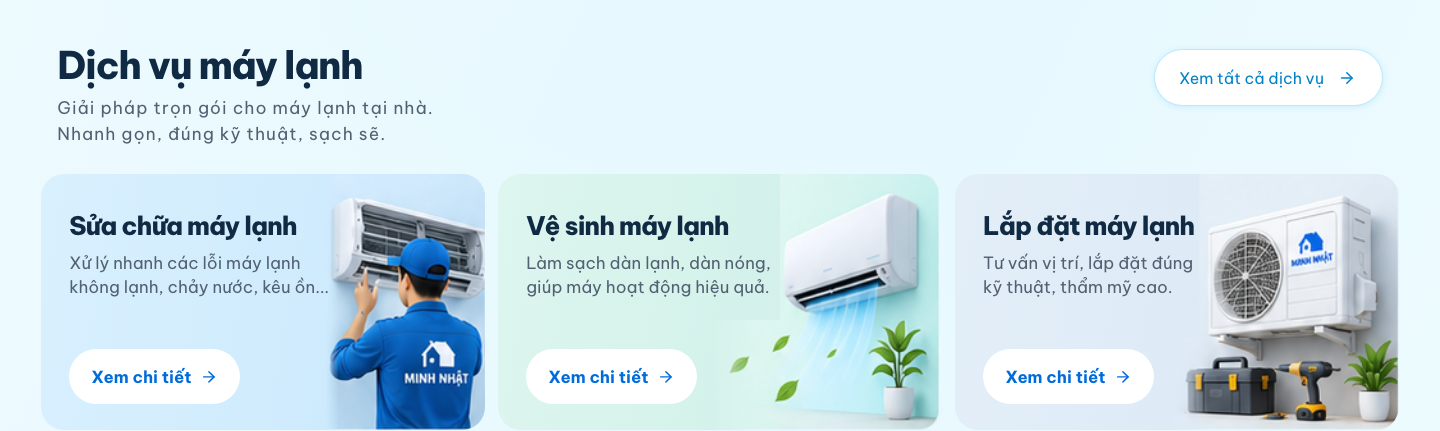 Dịch vụ máy lạnh
Giải pháp trọn gói cho máy lạnh tại nhà.
Nhanh gọn, đúng kỹ thuật, sạch sẽ.
Xem tất cả dịch vụ →
Sửa chữa máy lạnh
Xử lý nhanh các lỗi máy lạnh
không lạnh, chảy nước, kêu ồn...
Xem chi tiết →
MINH NHẬT
Vệ sinh máy lạnh
Làm sạch dàn lạnh, dàn nóng,
giúp máy hoạt động hiệu quả.
Xem chi tiết →
Lắp đặt máy lạnh
Tư vấn vị trí, lắp đặt đúng
kỹ thuật, thẩm mỹ cao.
Xem chi tiết →
MINH NHẬT